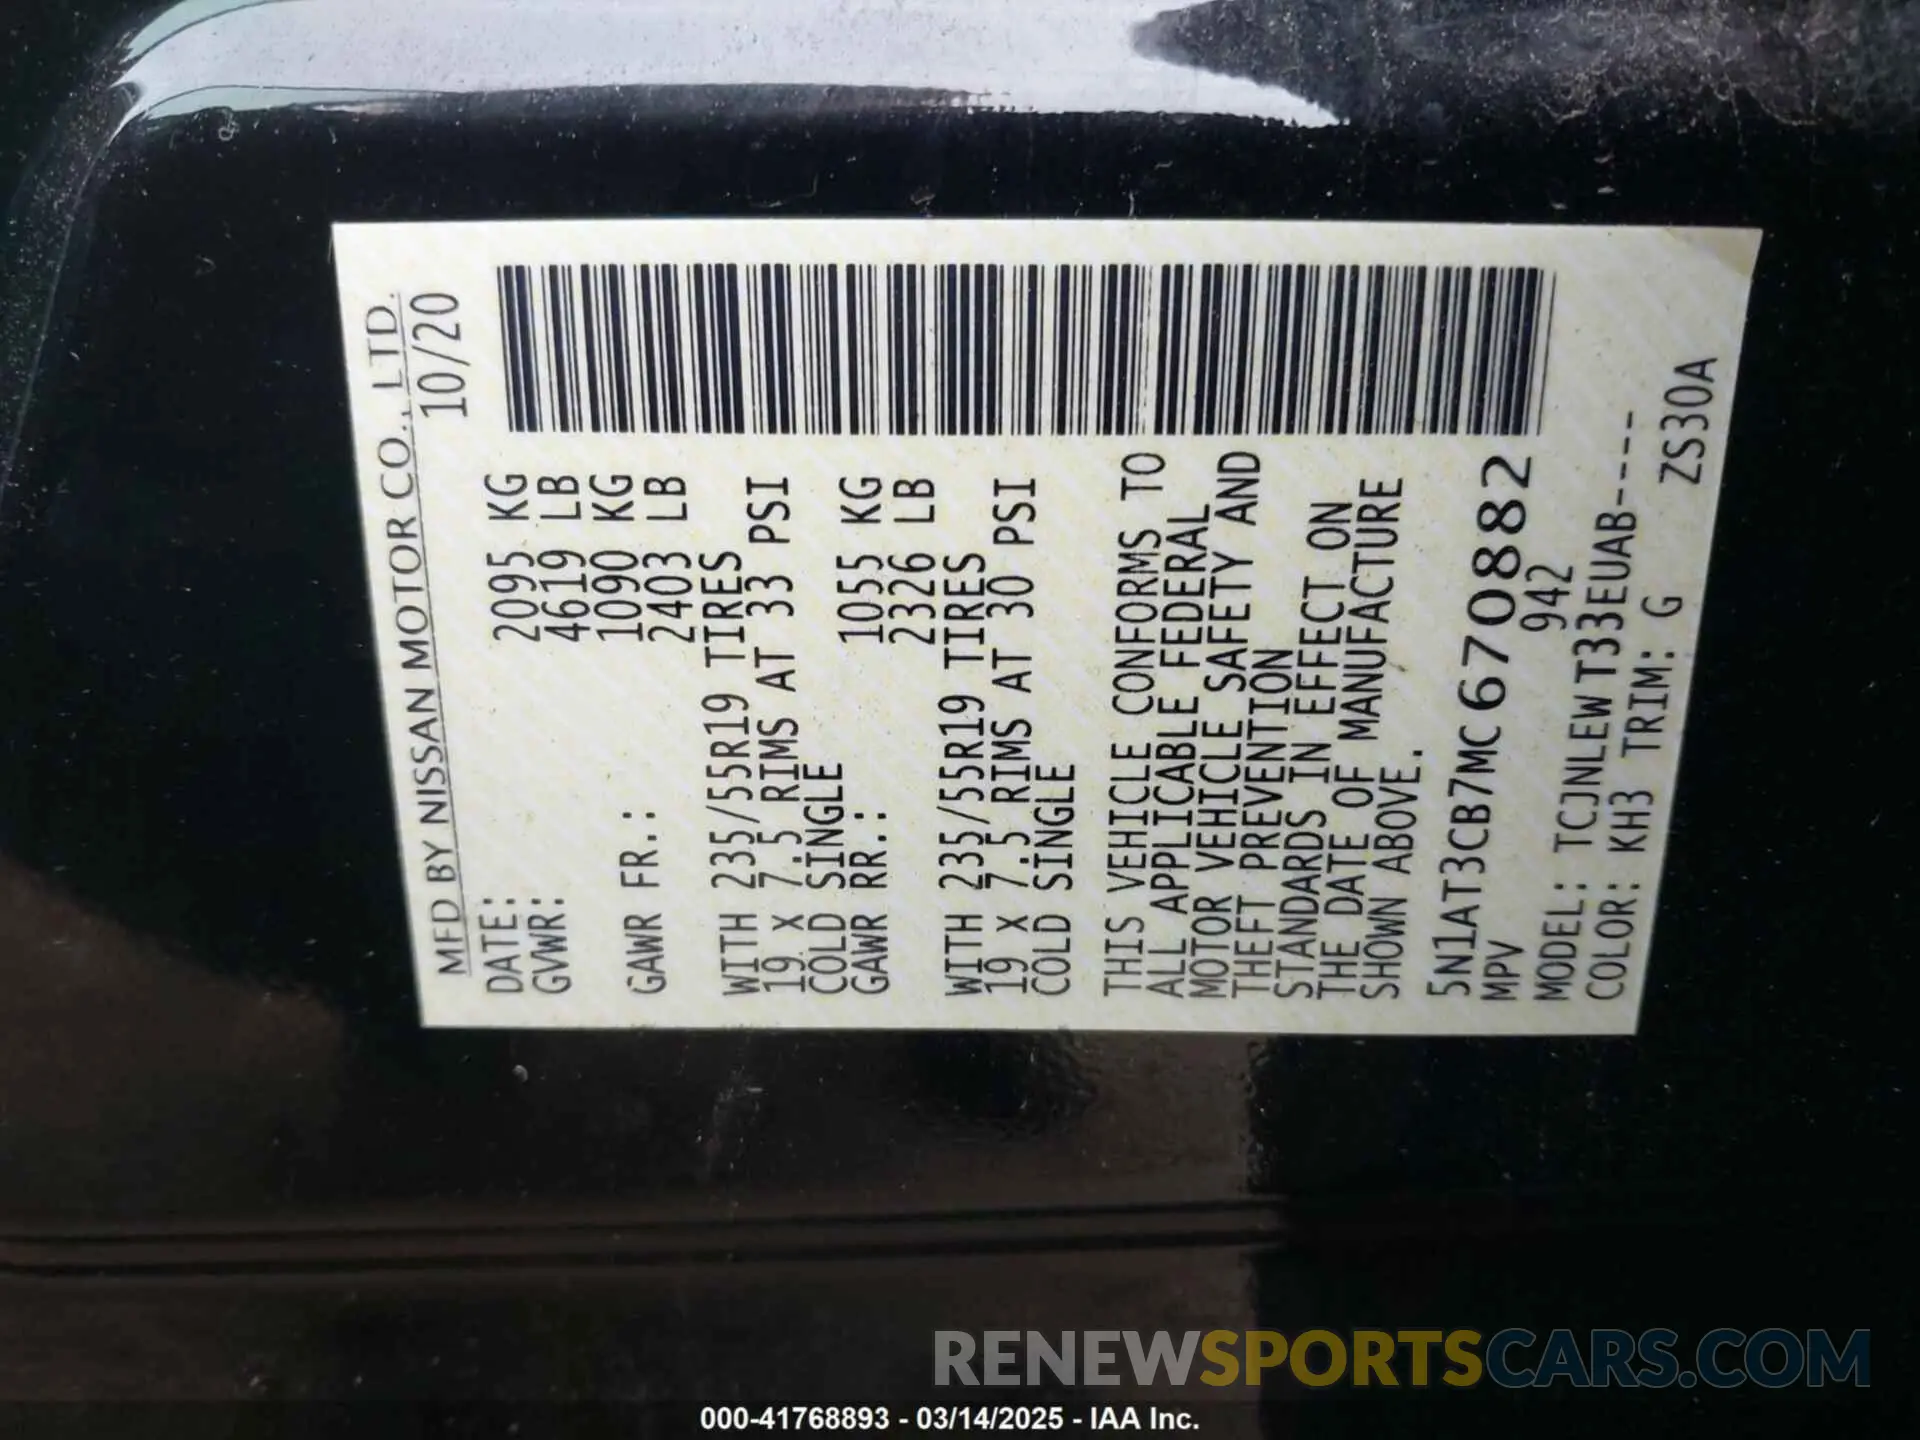 MFD BY NISSAN MOTOR CO., LTD.
DATE: 10/20
GVWR: 2095 KG
4619 LB
GAWR FR.: 1090 KG
2403 LB
WITH 235/55R19 TIRES
19 X 7.5 RIMS AT 33 PSI
COLD SINGLE
GAWR RR.: 1055 KG
2326 LB
WITH 235/55R19 TIRES
19 X 7.5 RIMS AT 30 PSI
COLD SINGLE
THIS VEHICLE CONFORMS TO
ALL APPLICABLE FEDERAL
MOTOR VEHICLE SAFETY AND
THEFT PREVENTION
STANDARDS IN EFFECT ON
THE DATE OF MANUFACTURE
SHOWN ABOVE.
5N1AT3CB7MC670882
MPV 942
MODEL: TCJNLEWT33EUAB----
COLOR: KH3 TRIM: G ZS30A
RENEWSPORTSCARS.COM
000-41768893 - 03/14/2025 - IAA Inc.